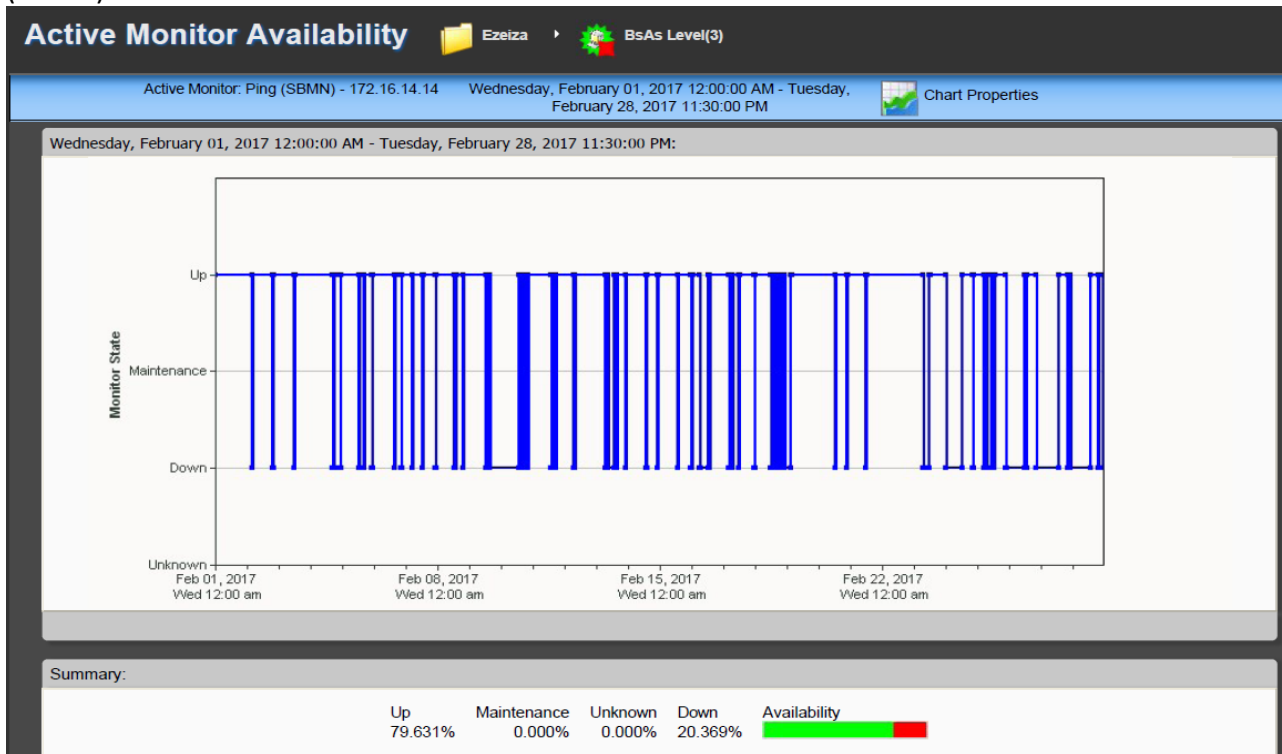 Active Monitor Availability Ezeiza BsAs Level(3)
Active Monitor: Ping (SBMN) - 172.16.14.14 Wednesday, February 01, 2017 12:00:00 AM - Tuesday,
February 28, 2017 11:30:00 PM
Chart Properties
Wednesday, February 01, 2017 12:00:00 AM - Tuesday, February 28, 2017 11:30:00 PM:
Monitor State
Up
Maintenance
Down
Unknown
Feb 01, 2017 Feb 08, 2017 Feb 15, 2017 Feb 22, 2017
Wed 12:00 am Wed 12:00 am Wed 12:00 am Wed 12:00 am
Summary:
Up Maintenance Unknown Down Availability
79.631% 0.000% 0.000% 20.369%